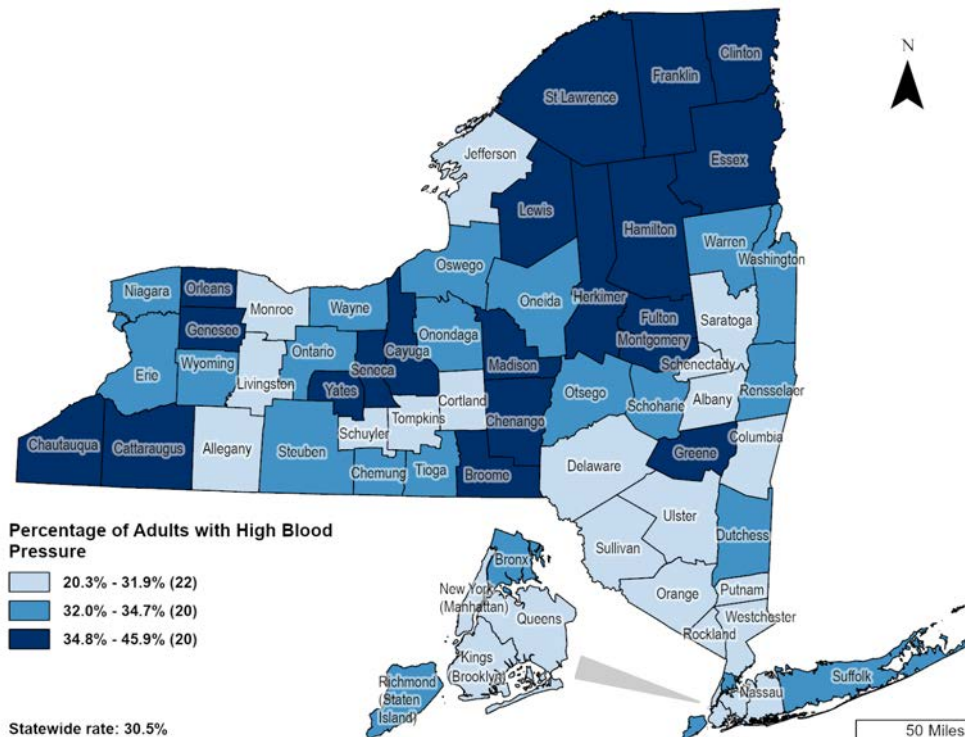 Clinton
N
Franklin
St Lawrence
Essex
Jefferson
Lewis
Hamilton
Warren
Washington
Oswego
Oneida
Herkimer
Niagara
Orleans
Monroe
Wayne
Fulton
Saratoga
Genesee
Onondaga
Montgomery
Cayuga
Ontario
Madison
Schenectady
Wyoming
Seneca
Erie
Livingston
Yates
Otsego
Rensselaer
Schoharie
Albany
Cortland
Tompkins
Chenango
Schuyler
Columbia
Chautauqua
Cattaraugus
Allegany
Steuben
Greene
Chemung
Tioga
Broome
Delaware
Ulster
Dutchess
Sullivan
Percentage of Adults with High Blood
Pressure
20.3% - 31.9% (22)
32.0% - 34.7% (20)
34.8% - 45.9% (20)
Bronx
New York
(Manhattan)
Queens
Kings
(Brooklyn)
Richmond
(Staten
Island)
Orange
Putnam
Westchester
Rockland
Nassau
Suffolk
Statewide rate: 30.5%
50 Miles